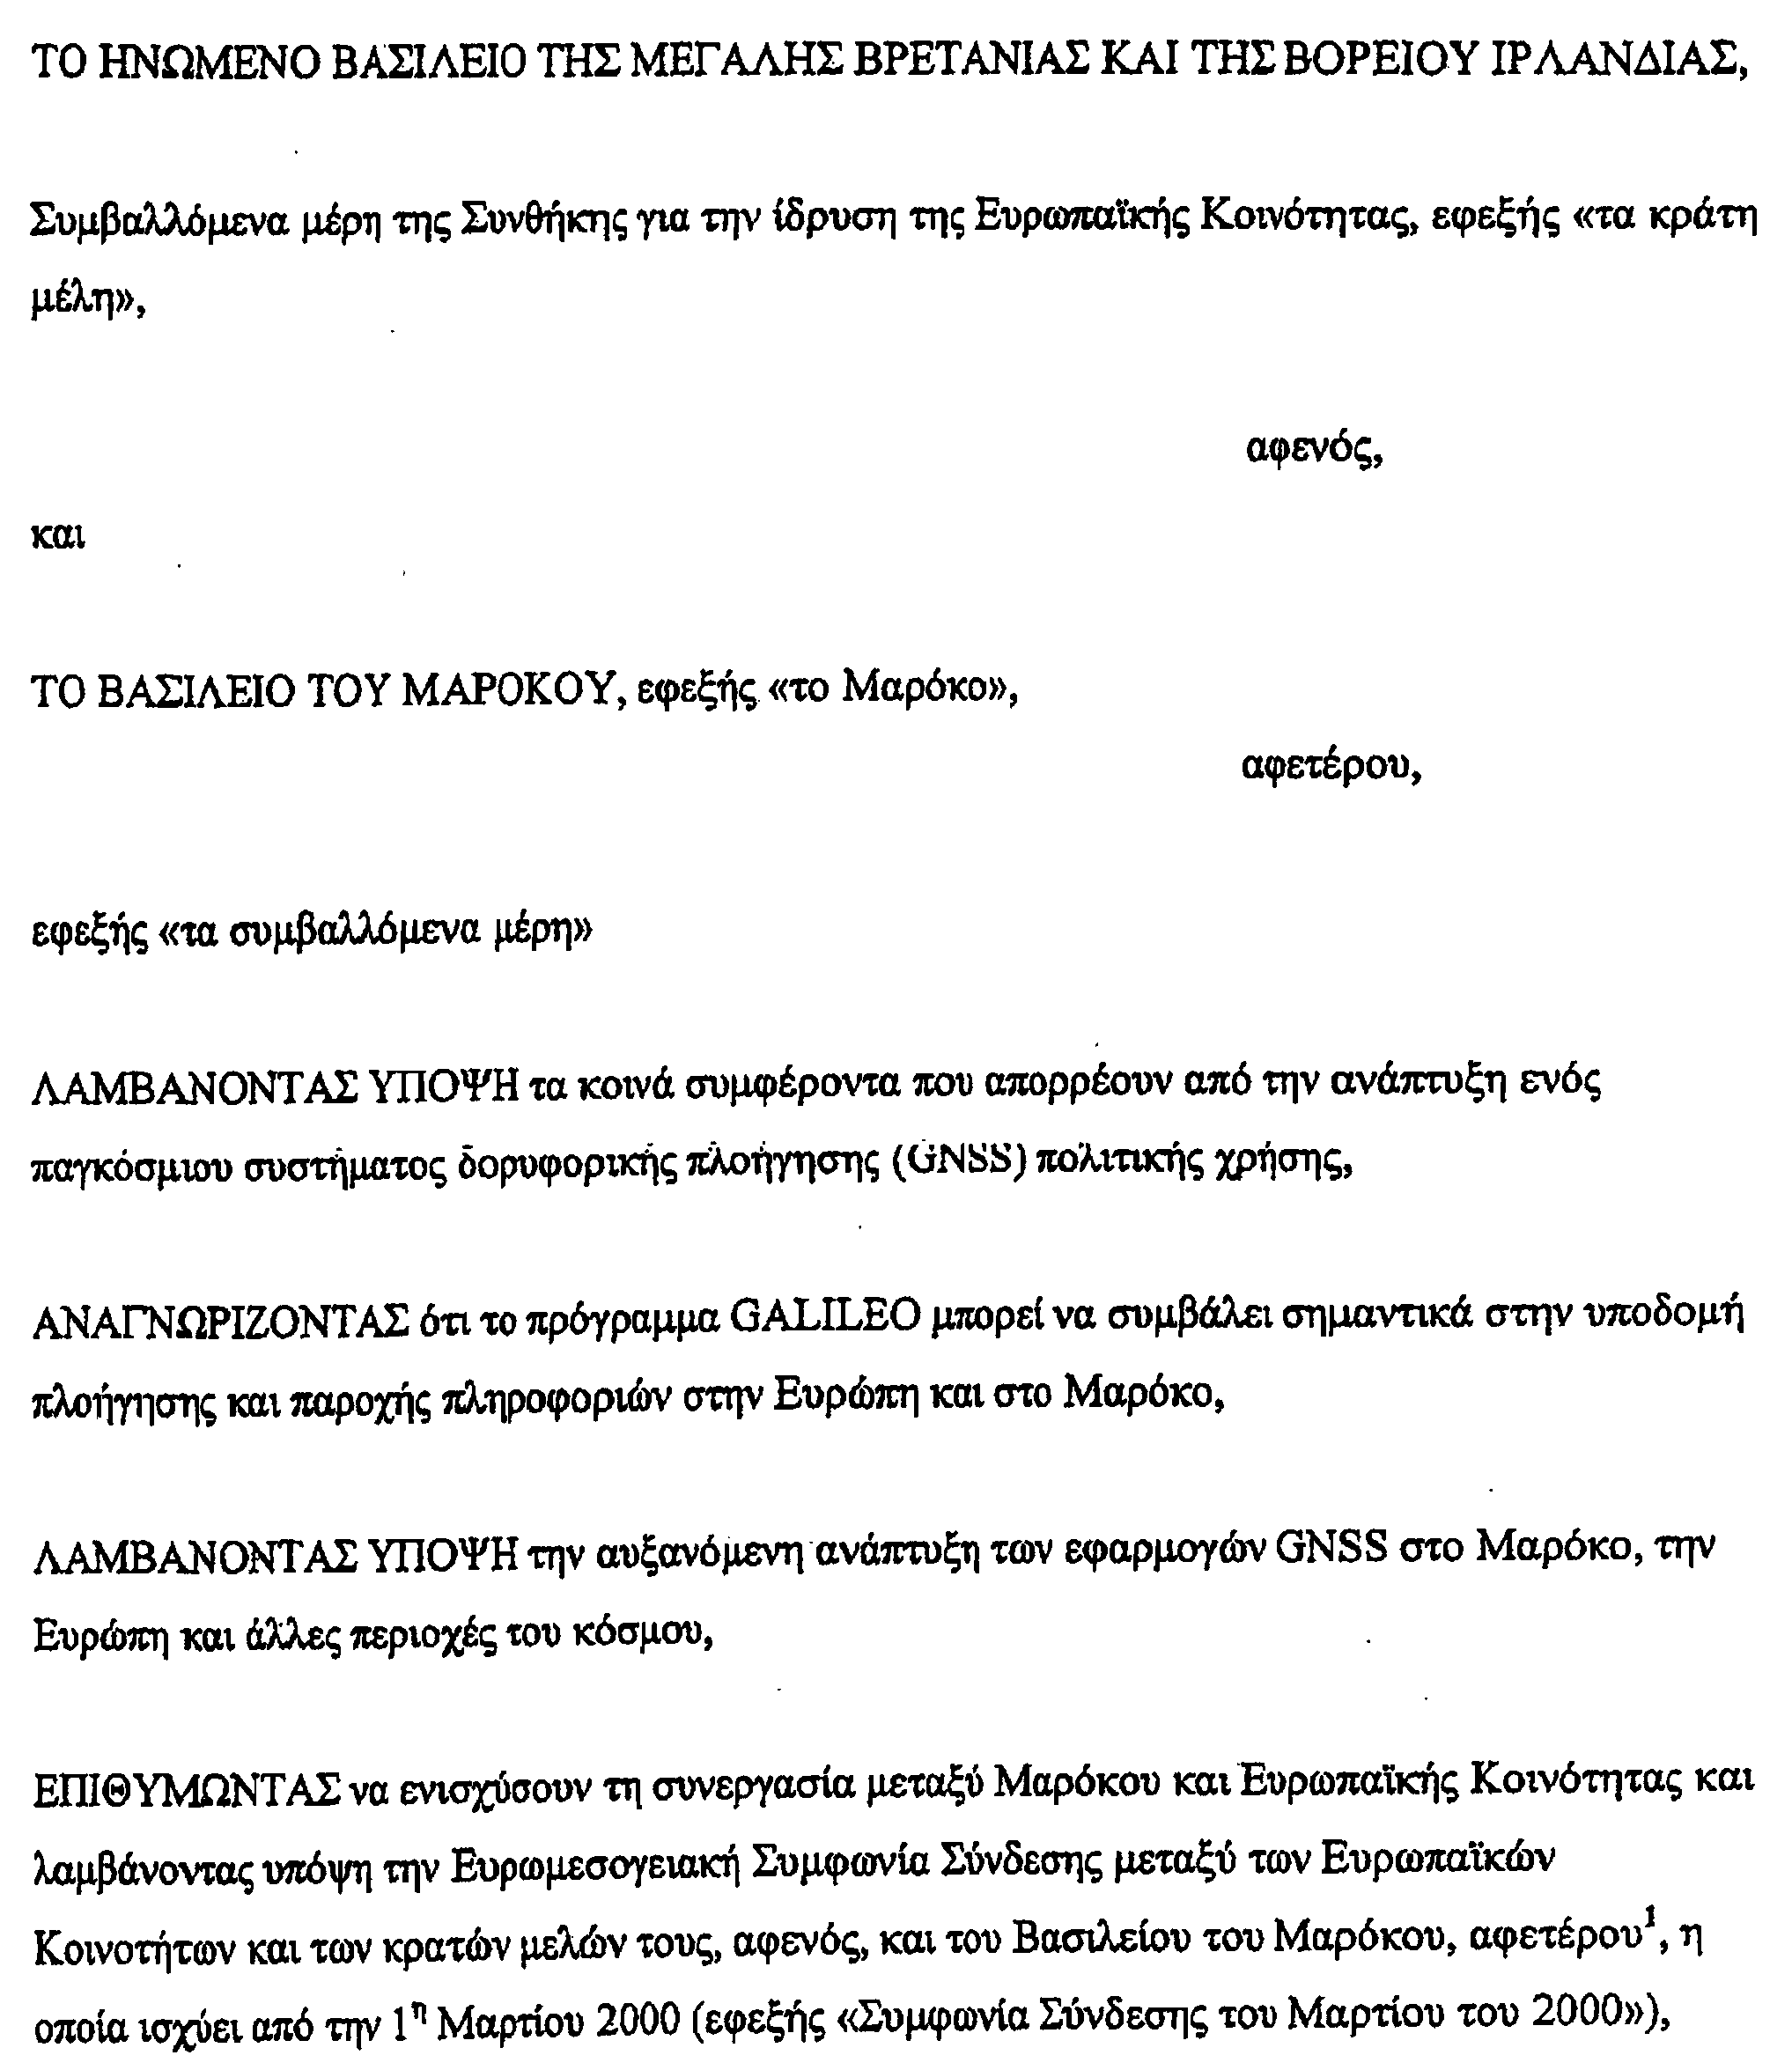 ΤΟ ΗΝΩΜΕΝΟ ΒΑΣΙΛΕΙΟ ΤΗΣ ΜΕΓΑΛΗΣ ΒΡΕΤΑΝΙΑΣ ΚΑΙ ΤΗΣ ΒΟΡΕΙΟΥ ΙΡΛΑΝΔΙΑΣ,
Συμβαλλόμενα μέρη της Συνθήκης για την ίδρυση της Ευρωπαϊκής Κοινότητας, εφεξής «τα κράτη
μέλη»,
αφενός,
και
ΤΟ ΒΑΣΙΛΕΙΟ ΤΟΥ ΜΑΡΟΚΟΥ, εφεξής «το Μαρόκο»,
αφετέρου,
εφεξής «τα συμβαλλόμενα μέρη»
ΛΑΜΒΑΝΟΝΤΑΣ ΥΠΟΨΗ τα κοινά συμφέροντα που απορρέουν από την ανάπτυξη ενός
παγκόσμιου συστήματος δορυφορικής πλοήγησης (GNSS) πολιτικής χρήσης,
ΑΝΑΓΝΩΡΙΖΟΝΤΑΣ ότι το πρόγραμμα GALILEO μπορεί να συμβάλει σημαντικά στην υποδομή
πλοήγησης και παροχής πληροφοριών στην Ευρώπη και στο Μαρόκο,
ΛΑΜΒΑΝΟΝΤΑΣ ΥΠΟΨΗ την αυξανόμενη ανάπτυξη των εφαρμογών GNSS στο Μαρόκο, την
Ευρώπη και άλλες περιοχές του κόσμου,
ΕΠΙΘΥΜΩΝΤΑΣ να ενισχύσουν τη συνεργασία μεταξύ Μαρόκου και Ευρωπαϊκής Κοινότητας και
λαμβάνοντας υπόψη την Ευρωμεσογειακή Συμφωνία Σύνδεσης μεταξύ των Ευρωπαϊκών
Κοινοτήτων και των κρατών μελών τους, αφενός, και του Βασιλείου του Μαρόκου, αφετέρου¹, η
οποία ισχύει από την 1η Μαρτίου 2000 (εφεξής «Συμφωνία Σύνδεσης του Μαρτίου του 2000»),